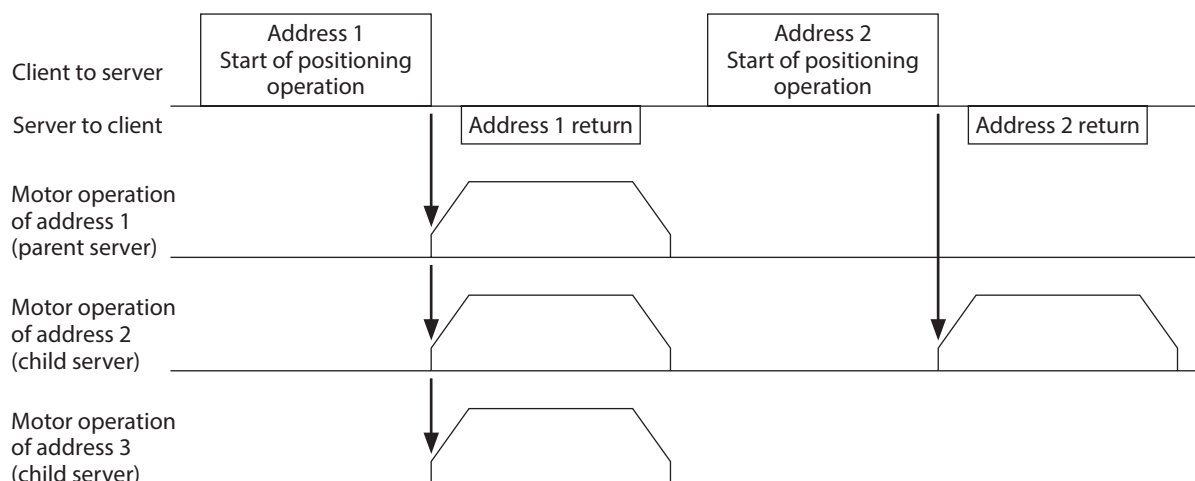 Address 1
Start of positioning
operation
Address 2
Start of positioning
operation
Client to server
Server to client
Address 1 return
Address 2 return
Motor operation
of address 1
(parent server)
Motor operation
of address 2
(child server)
Motor operation
of address 3
(child server)